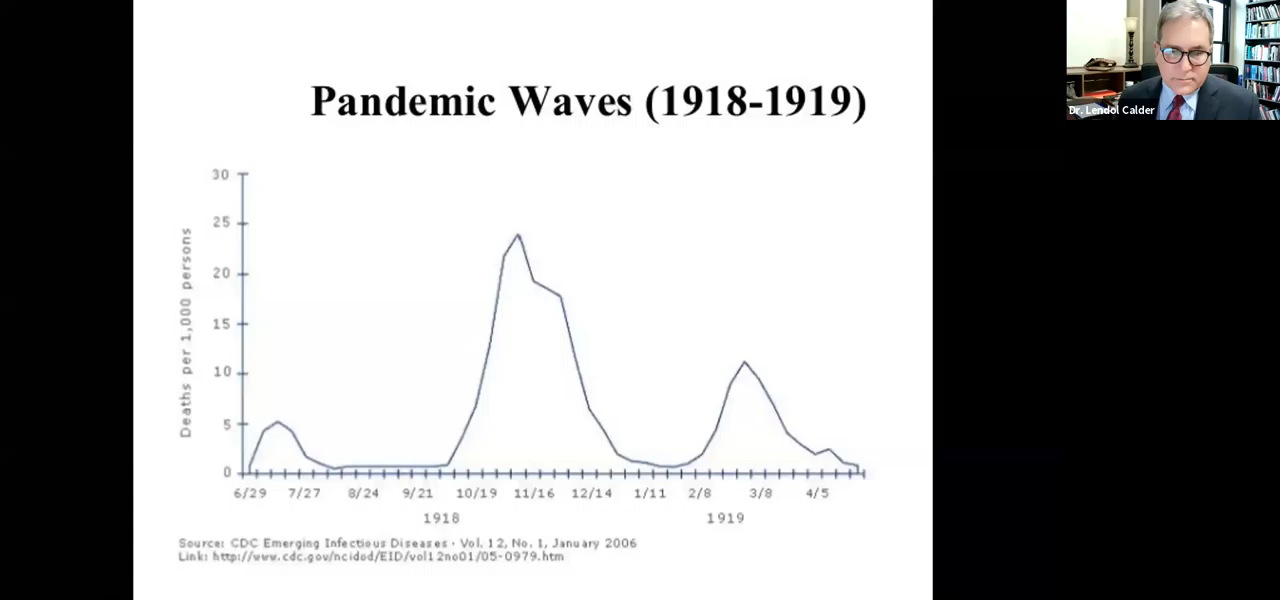 Pandemic Waves (1918-1919)
Dr. Lendol Calder
30
25
20
15
10
5
0
Deaths per 1,000 persons
6/29 7/27 8/24 9/21 10/19 11/16 12/14 1/11 2/8 3/8 4/5
1918 1919
Source: CDC Emerging Infectious Diseases - Vol. 12, No. 1, January 2006
Link: http://www.cdc.gov/ncidod/EID/vol12no01/05-0979.htm